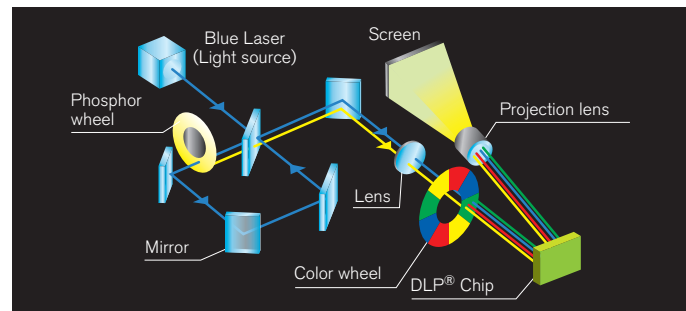 Blue Laser
(Light source)
Screen
Phosphor
wheel
Projection lens
Lens
Mirror
Color wheel
DLP® Chip